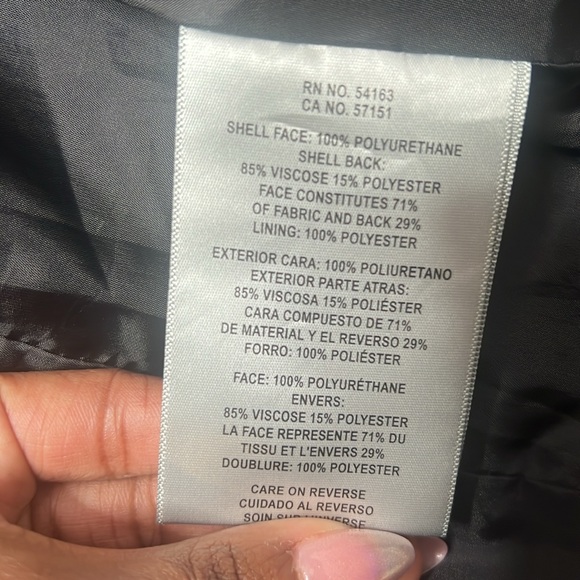 RN NO. 54163
CA NO. 57151
SHELL FACE: 100% POLYURETHANE
SHELL BACK:
85% VISCOSE 15% POLYESTER
FACE CONSTITUTES 71%
OF FABRIC AND BACK 29%
LINING: 100% POLYESTER
EXTERIOR CARA: 100% POLIURETANO
EXTERIOR PARTE ATRAS:
85% VISCOSA 15% POLIÉSTER
CARA COMPUESTO DE 71%
DE MATERIAL Y EL REVERSO 29%
FORRO: 100% POLIÉSTER
FACE: 100% POLYURÉTHANE
ENVERS:
85% VISCOSE 15% POLYESTER
LA FACE REPRESENTE 71% DU
TISSU ET L'ENVERS 29%
DOUBLURE: 100% POLYESTER
CARE ON REVERSE
CUIDADO AL REVERSO
SOIN SUR L'INVERSE